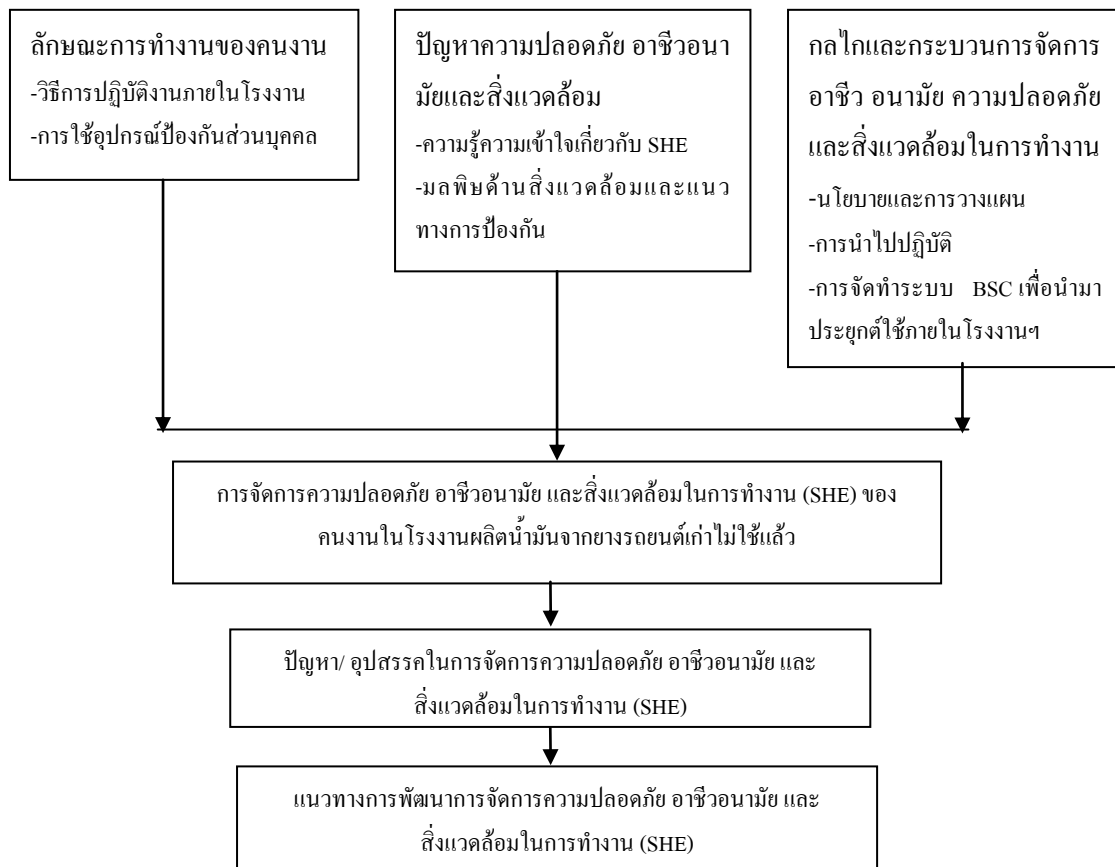 ลักษณะการทำงานของคนงาน
-วิธีการปฏิบัติงานภายในโรงงาน
-การใช้อุปกรณ์ป้องกันส่วนบุคคล
ปัญหาความปลอดภัย อาชีวอนา
มัยและสิ่งแวดล้อม
-ความรู้ความเข้าใจเกี่ยวกับ SHE
-มลพิษด้านสิ่งแวดล้อมและแนว
ทางการป้องกัน
กลไกและกระบวนการจัดการ
อาชีว อนามัย ความปลอดภัย
และสิ่งแวดล้อมในการทำงาน
-นโยบายและการวางแผน
-การนำไปปฏิบัติ
-การจัดทำระบบ BSC เพื่อนำมา
ประยุกต์ใช้ภายในโรงงานฯ
การจัดการความปลอดภัย อาชีวอนามัย และสิ่งแวดล้อมในการทำงาน (SHE) ของ
คนงานในโรงงานผลิตน้ำมันจากยางรถยนต์เก่าไม่ใช้แล้ว
ปัญหา/ อุปสรรคในการจัดการความปลอดภัย อาชีวอนามัย และ
สิ่งแวดล้อมในการทำงาน (SHE)
แนวทางการพัฒนาการจัดการความปลอดภัย อาชีวอนามัย และ
สิ่งแวดล้อมในการทำงาน (SHE)